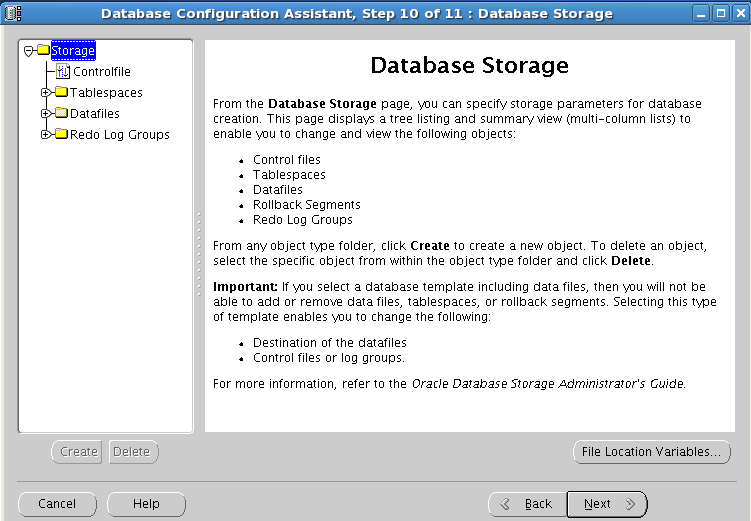 Database Configuration Assistant, Step 10 of 11 : Database Storage
Storage
Controlfile
Tablespaces
Datafiles
Redo Log Groups
Database Storage
From the Database Storage page, you can specify storage parameters for database
creation. This page displays a tree listing and summary view (multi-column lists) to
enable you to change and view the following objects:
Control files
Tablespaces
Datafiles
Rollback Segments
Redo Log Groups
From any object type folder, click Create to create a new object. To delete an object,
select the specific object from within the object type folder and click Delete.
Important: If you select a database template including data files, then you will not be
able to add or remove data files, tablespaces, or rollback segments. Selecting this type
of template enables you to change the following:
Destination of the datafiles
Control files or log groups.
For more information, refer to the Oracle Database Storage Administrator's Guide.
Create
Delete
File Location Variables...
Cancel
Help
Back
Next